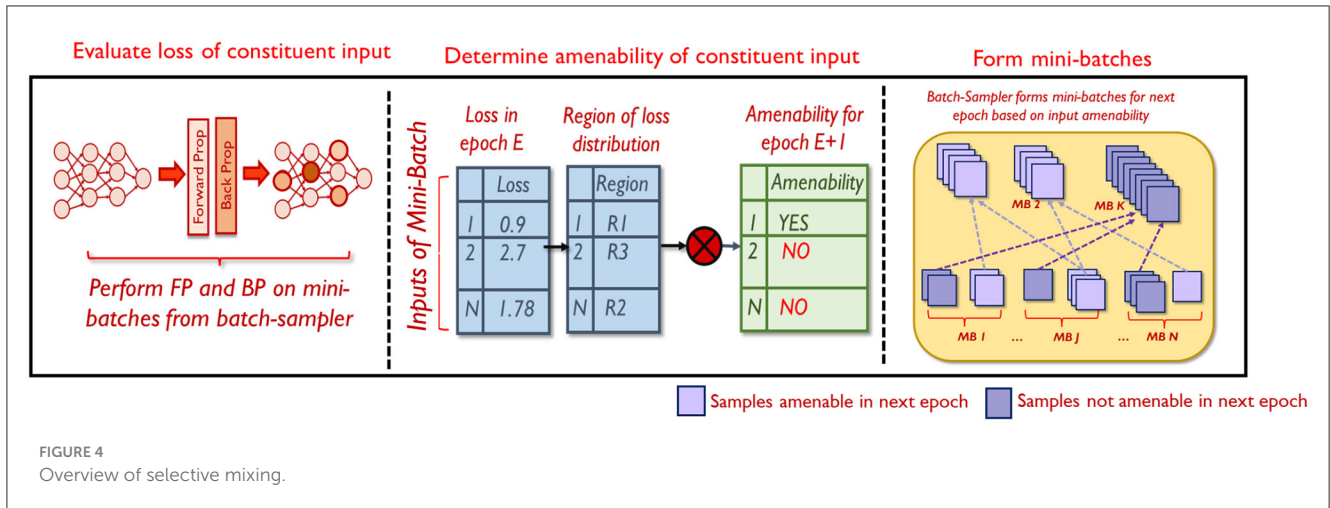 Evaluate loss of constituent input
Determine amenability of constituent input
Form mini-batches
Forward Prop
Back Prop
Perform FP and BP on mini-
batches from batch-sampler
Inputs of Mini-Batch
Loss in
epoch E
Region of loss
distribution
Amenability for
epoch E+1
Loss
1 0.9
2 2.7
N 1.78
Region
1 R1
2 R3
N R2
Amenability
1 YES
2 NO
N NO
Batch-Sampler forms mini-batches for next
epoch based on input amenability
MB 2
MB K
MB 1 ... MB J ... MB N
Samples amenable in next epoch
Samples not amenable in next epoch
FIGURE 4
Overview of selective mixing.